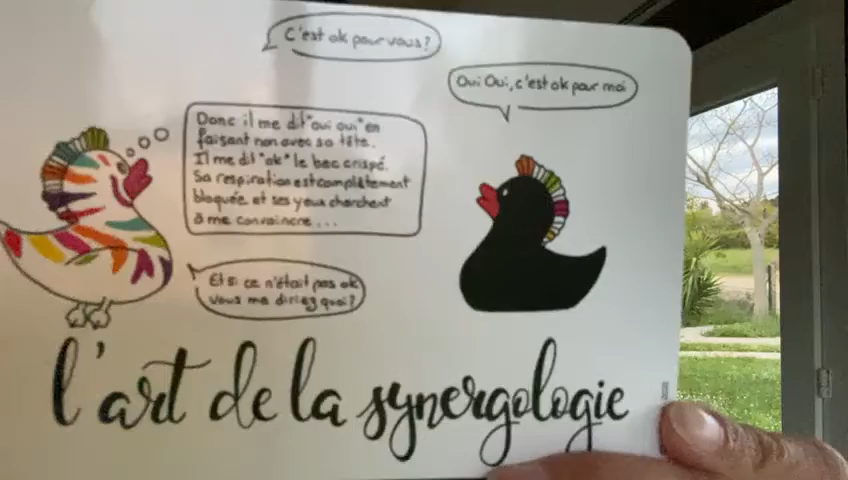 C'est ok pour vous?
Oui Oui, c'est ok pour moi
Donc il me dit "oui oui" en
faisant non avec sa tête.
Il me dit "ok" le bec crispé.
Sa respiration est complètement
bloquée et ses yeux cherchent
à me convaincre...
Et si ce n'était pas ok
vous me diriez quoi?
l'art de la synergologie